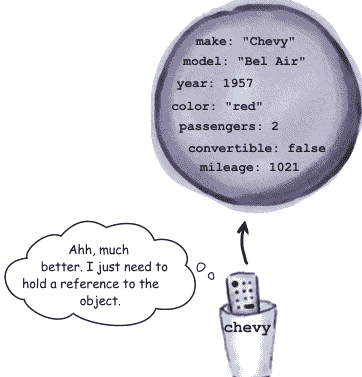 make: "Chevy"
model: "Bel Air"
year: 1957
color: "red"
passengers: 2
convertible: false
mileage: 1021
Ahh, much
better. I just need to
hold a reference to the
object.
chevy